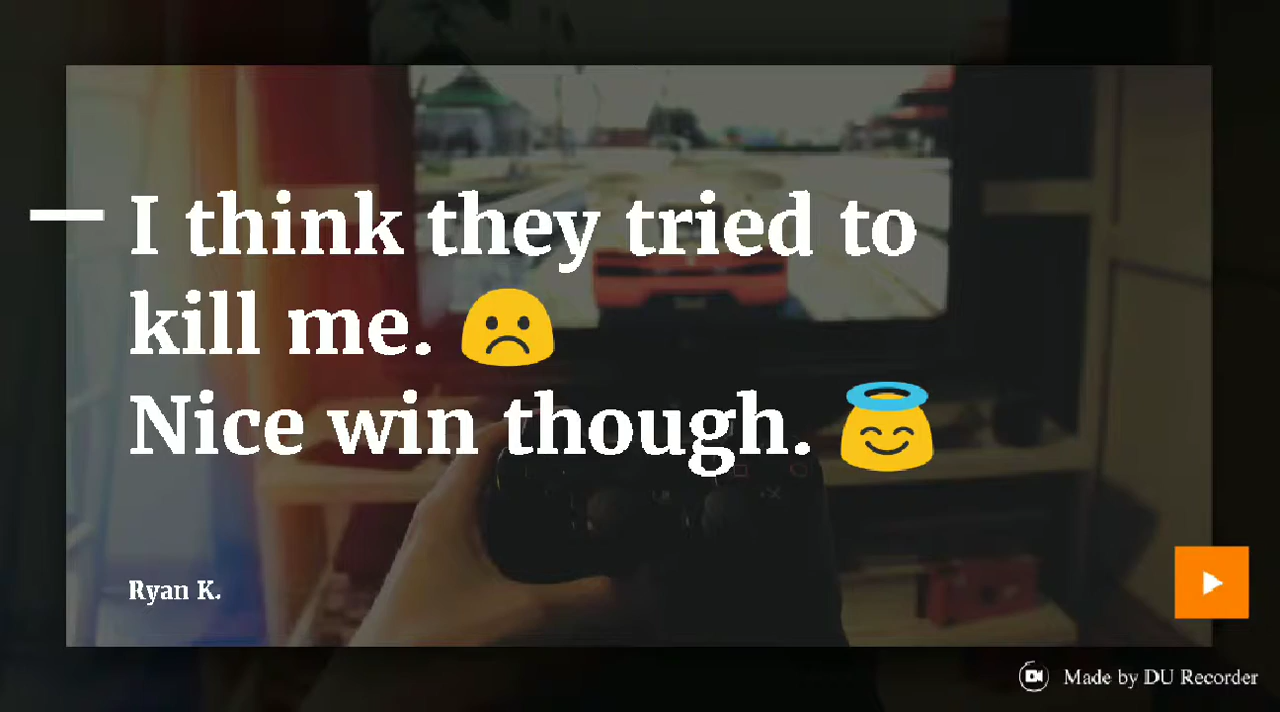 I think they tried to
kill me. ☹️
Nice win though. 😇
Ryan K.
Made by DU Recorder